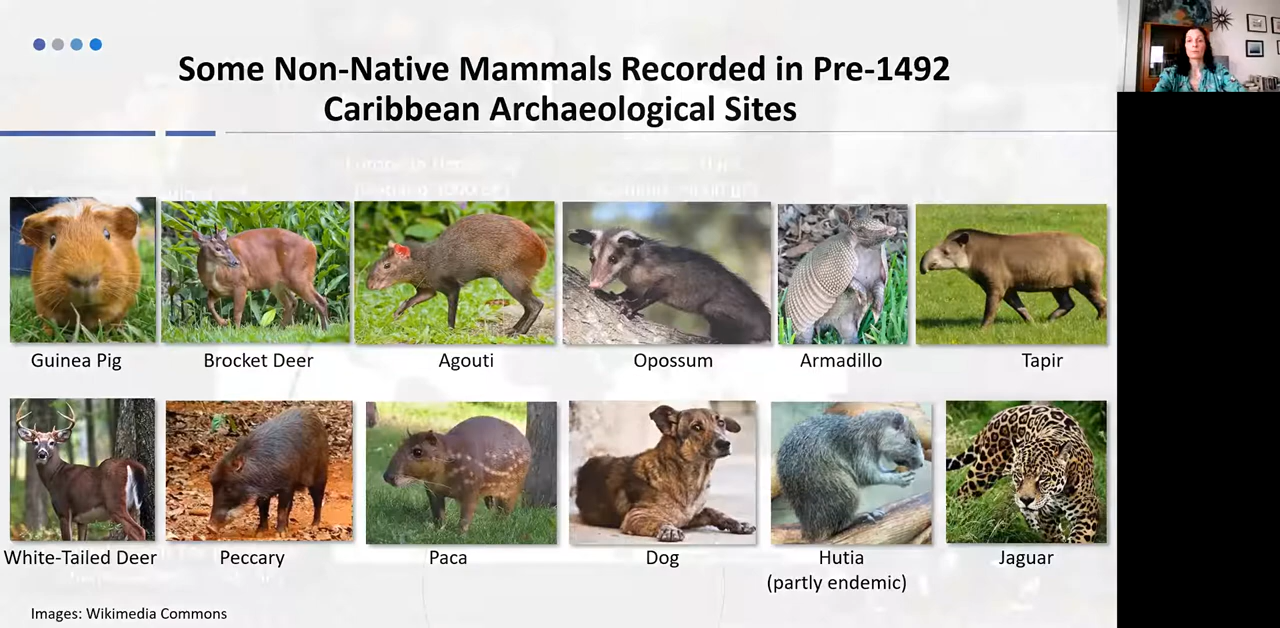 Some Non-Native Mammals Recorded in Pre-1492
Caribbean Archaeological Sites
Guinea Pig
Brocket Deer
Agouti
Opossum
Armadillo
Tapir
White-Tailed Deer
Peccary
Paca
Dog
Hutia
(partly endemic)
Jaguar
Images: Wikimedia Commons